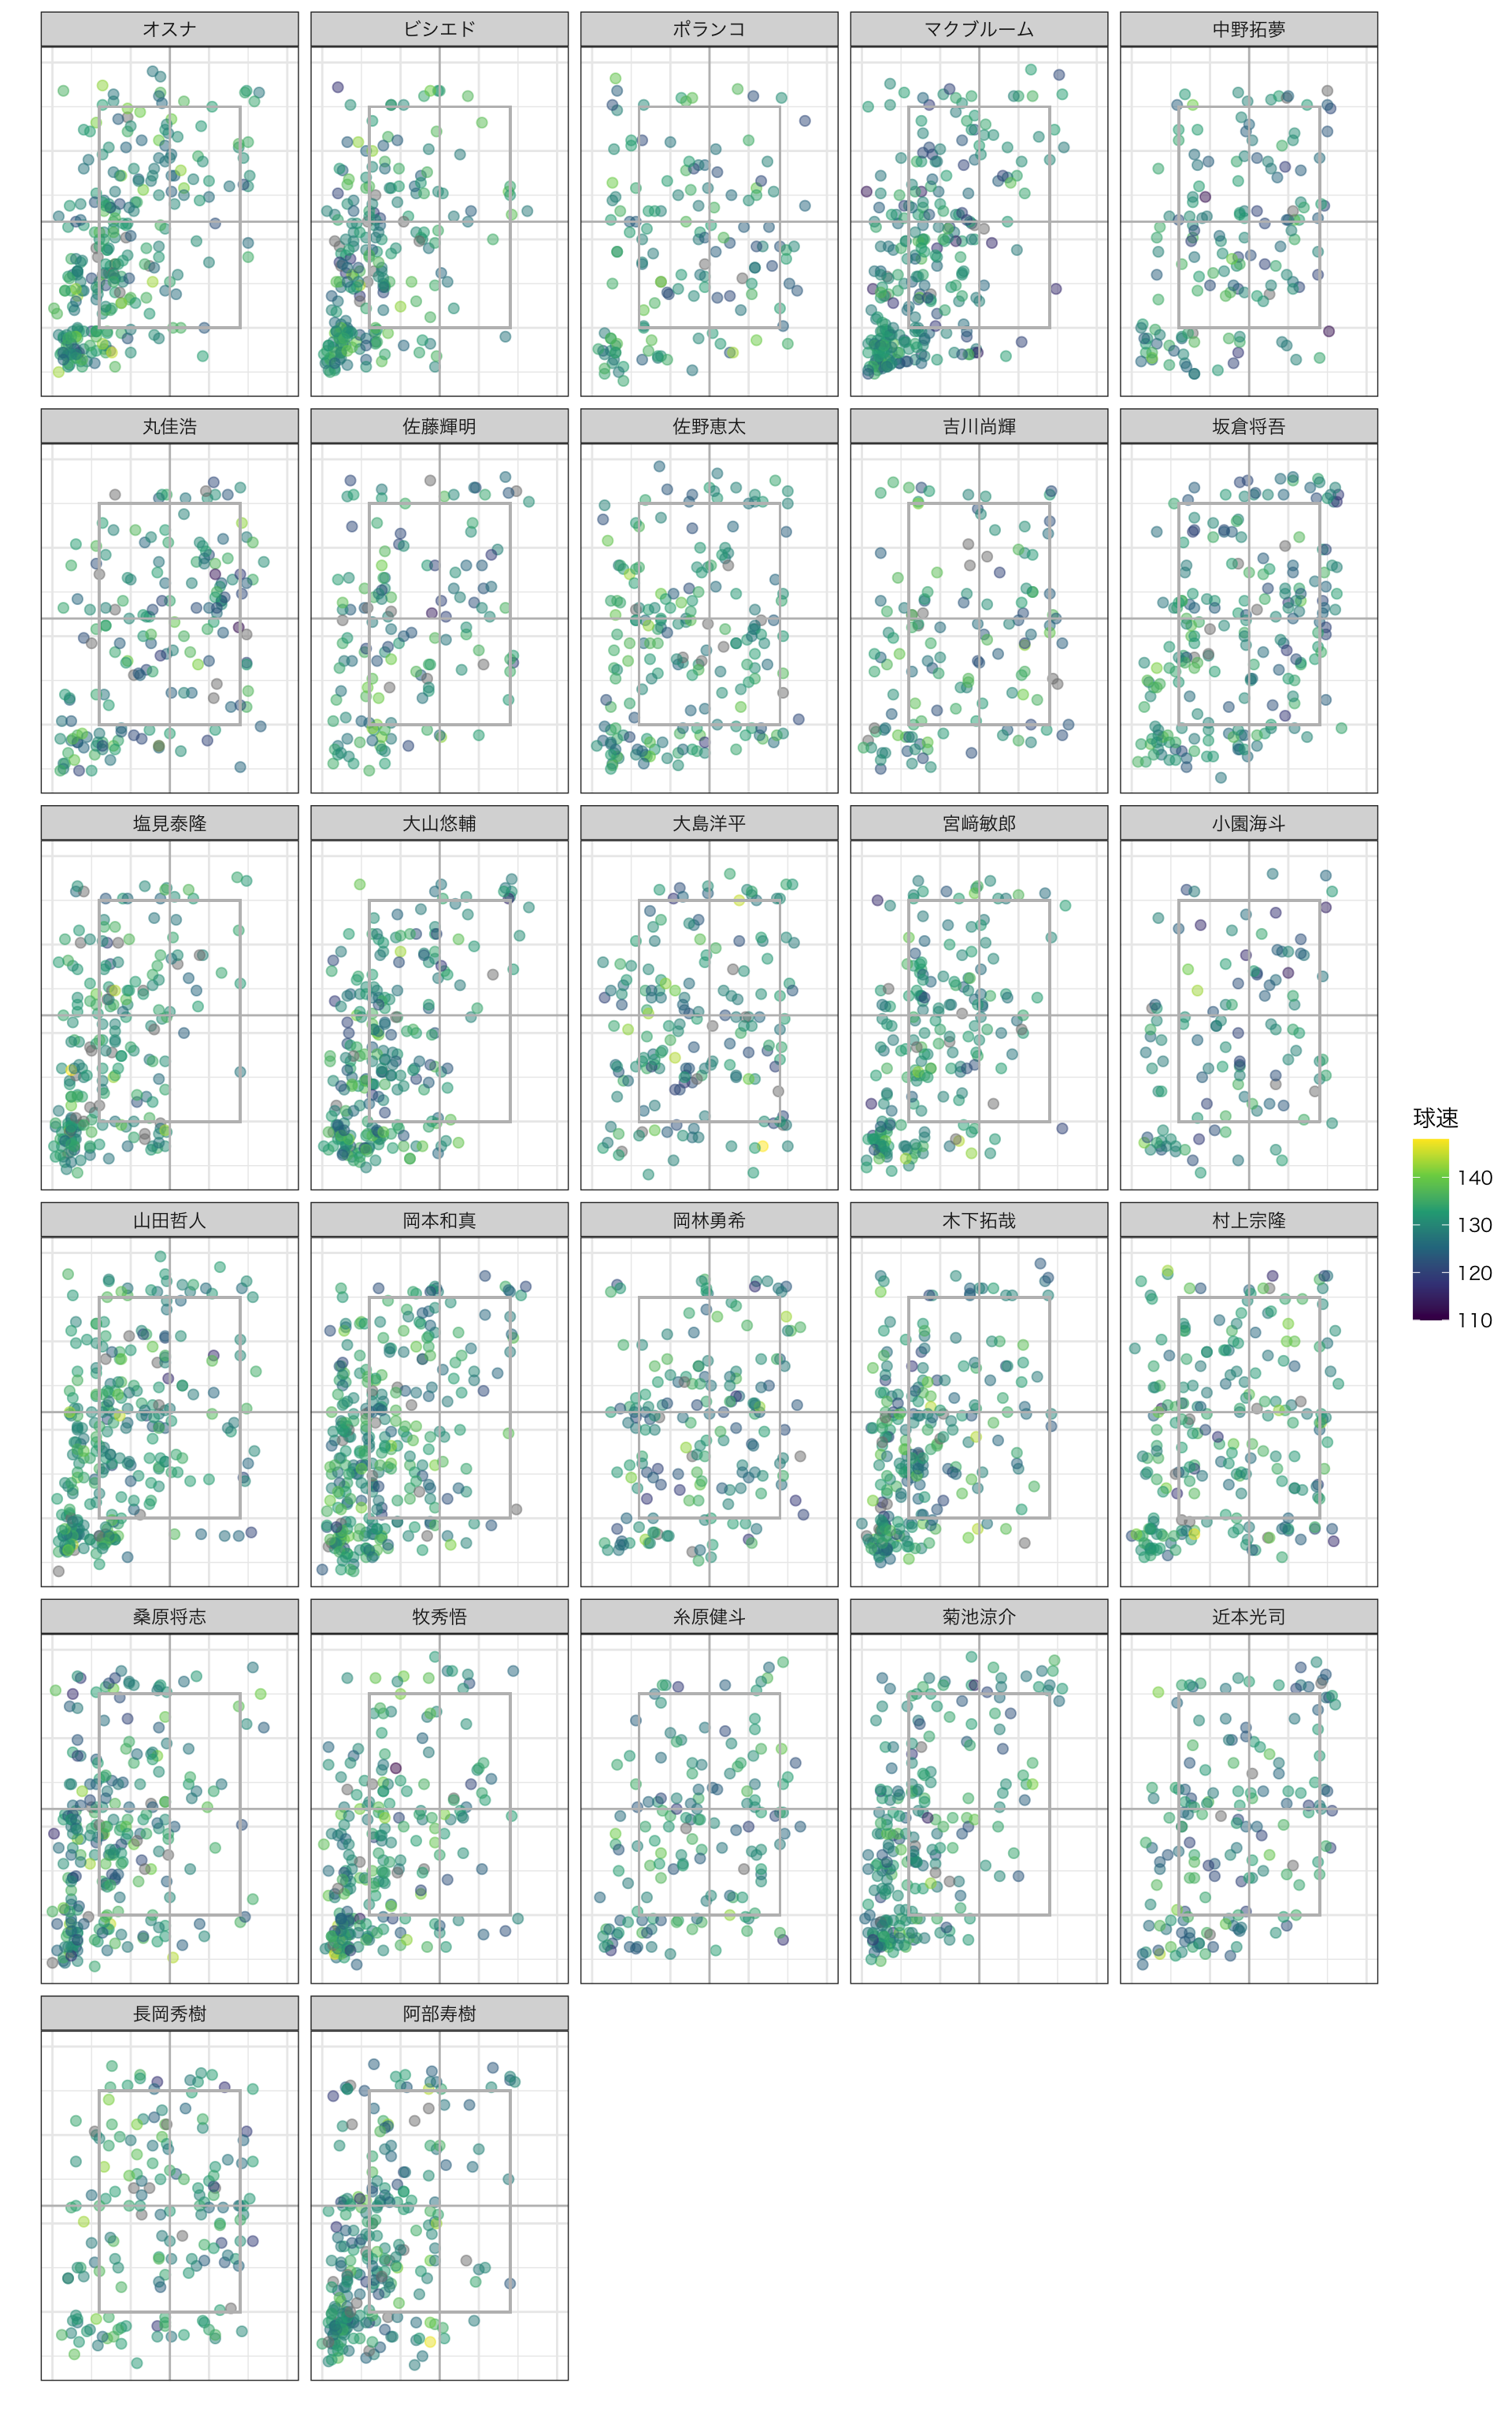 オスナ
ビシエド
ポランコ
マクブルーム
中野拓夢
丸佳浩
佐藤輝明
佐野恵太
吉川尚輝
坂倉将吾
塩見泰隆
大山悠輔
大島洋平
宮﨑敏郎
小園海斗
山田哲人
岡本和真
岡林勇希
木下拓哉
村上宗隆
桑原将志
牧秀悟
糸原健斗
菊池涼介
近本光司
長岡秀樹
阿部寿樹
球速
140
130
120
110